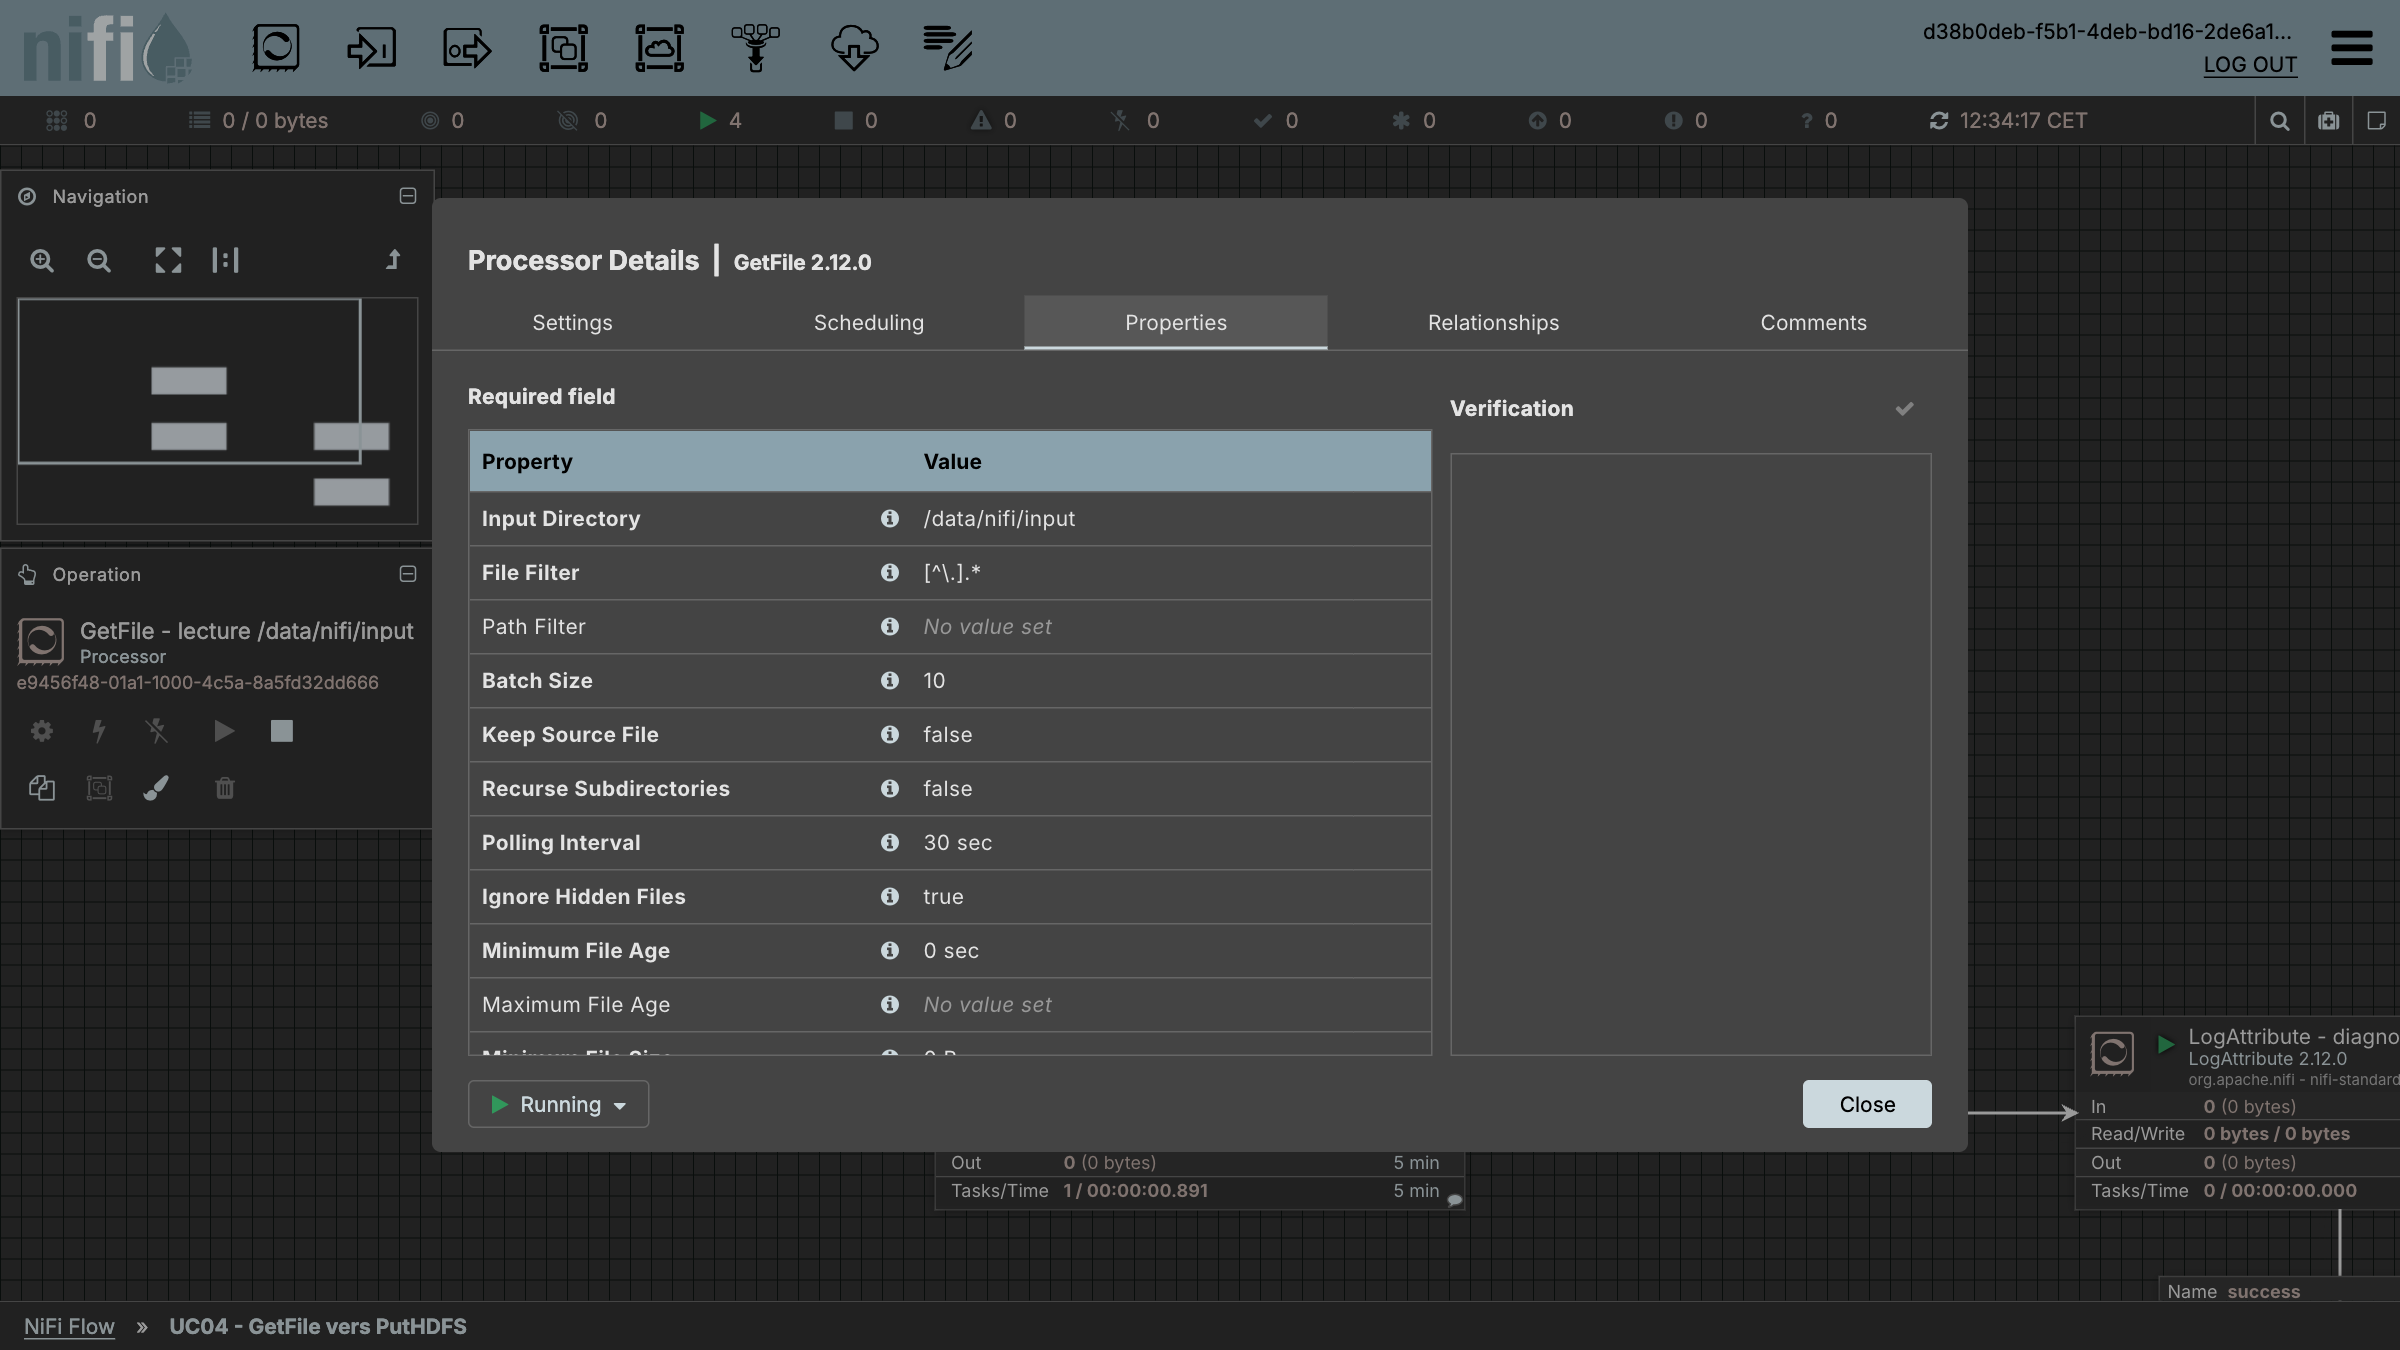 nifi
d38b0deb-f5b1-4deb-bd16-2de6a1...
LOG OUT
0
0 / 0 bytes
0
0
4
0
0
0
0
0
0
0
0
12:34:17 CET
Navigation
Operation
GetFile - lecture /data/nifi/input
Processor
e9456f48-01a1-1000-4c5a-8a5fd32dd666
Processor Details | GetFile 2.12.0
Settings
Scheduling
Properties
Relationships
Comments
Required field
Verification
Property Value
Input Directory /data/nifi/input
File Filter [^\.].*
Path Filter No value set
Batch Size 10
Keep Source File false
Recurse Subdirectories false
Polling Interval 30 sec
Ignore Hidden Files true
Minimum File Age 0 sec
Maximum File Age No value set
Minimum File Size 0 B
Running
Close
Out 0 (0 bytes) 5 min
Tasks/Time 1 / 00:00:00.891 5 min
LogAttribute - diagno
LogAttribute 2.12.0
org.apache.nifi - nifi-standard
In 0 (0 bytes)
Read/Write 0 bytes / 0 bytes
Out 0 (0 bytes)
Tasks/Time 0 / 00:00:00.000
Name success
NiFi Flow » UC04 - GetFile vers PutHDFS